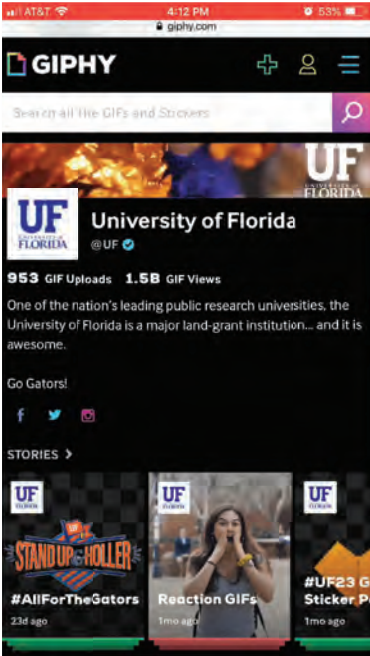 AT&T
4:12 PM
53%
giphy.com
GIPHY
Search all the GIFs and Stickers
UF
UNIVERSITY of
FLORIDA
UF
UNIVERSITY of
FLORIDA
University of Florida
@UF
953 GIF Uploads 1.5B GIF Views
One of the nation's leading public research universities, the
University of Florida is a major land-grant institution... and it is
awesome.
Go Gators!
STORIES >
UF
FLORIDA
UF
FLORIDA
UF
FLORIDA
STAND UP & HOLLER
#AllForTheGators
23d ago
Reaction GIFs
1mo ago
#UF23 G
Sticker P
1mo ago